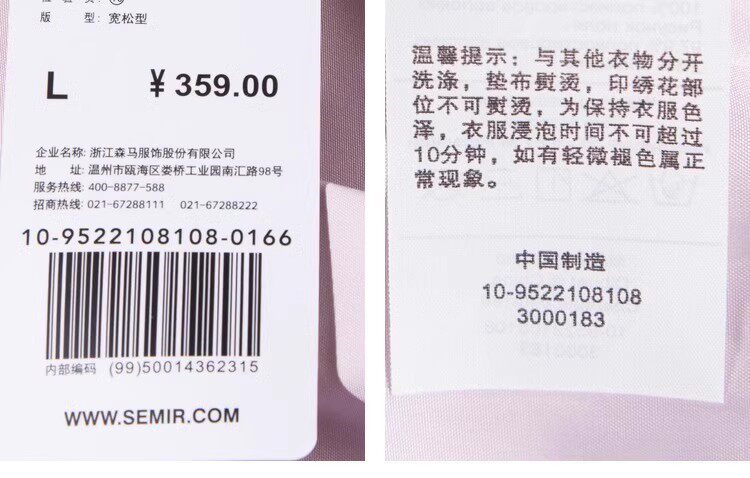 版 型: 宽松型
L ¥ 359.00
企业名称: 浙江森马服饰股份有限公司
地 址: 温州市瓯海区娄桥工业园南汇路98号
服务热线: 400-8877-588
招商热线: 021-67288111 021-67288222
10-9522108108-0166
内部编码 (99)50014362315
WWW.SEMIR.COM
温馨提示: 与其他衣物分开
洗涤, 垫布熨烫, 印绣花部
位不可熨烫, 为保持衣服色
泽, 衣服浸泡时间不可超过
10分钟, 如有轻微褪色属正
常现象。
中国制造
10-9522108108
3000183